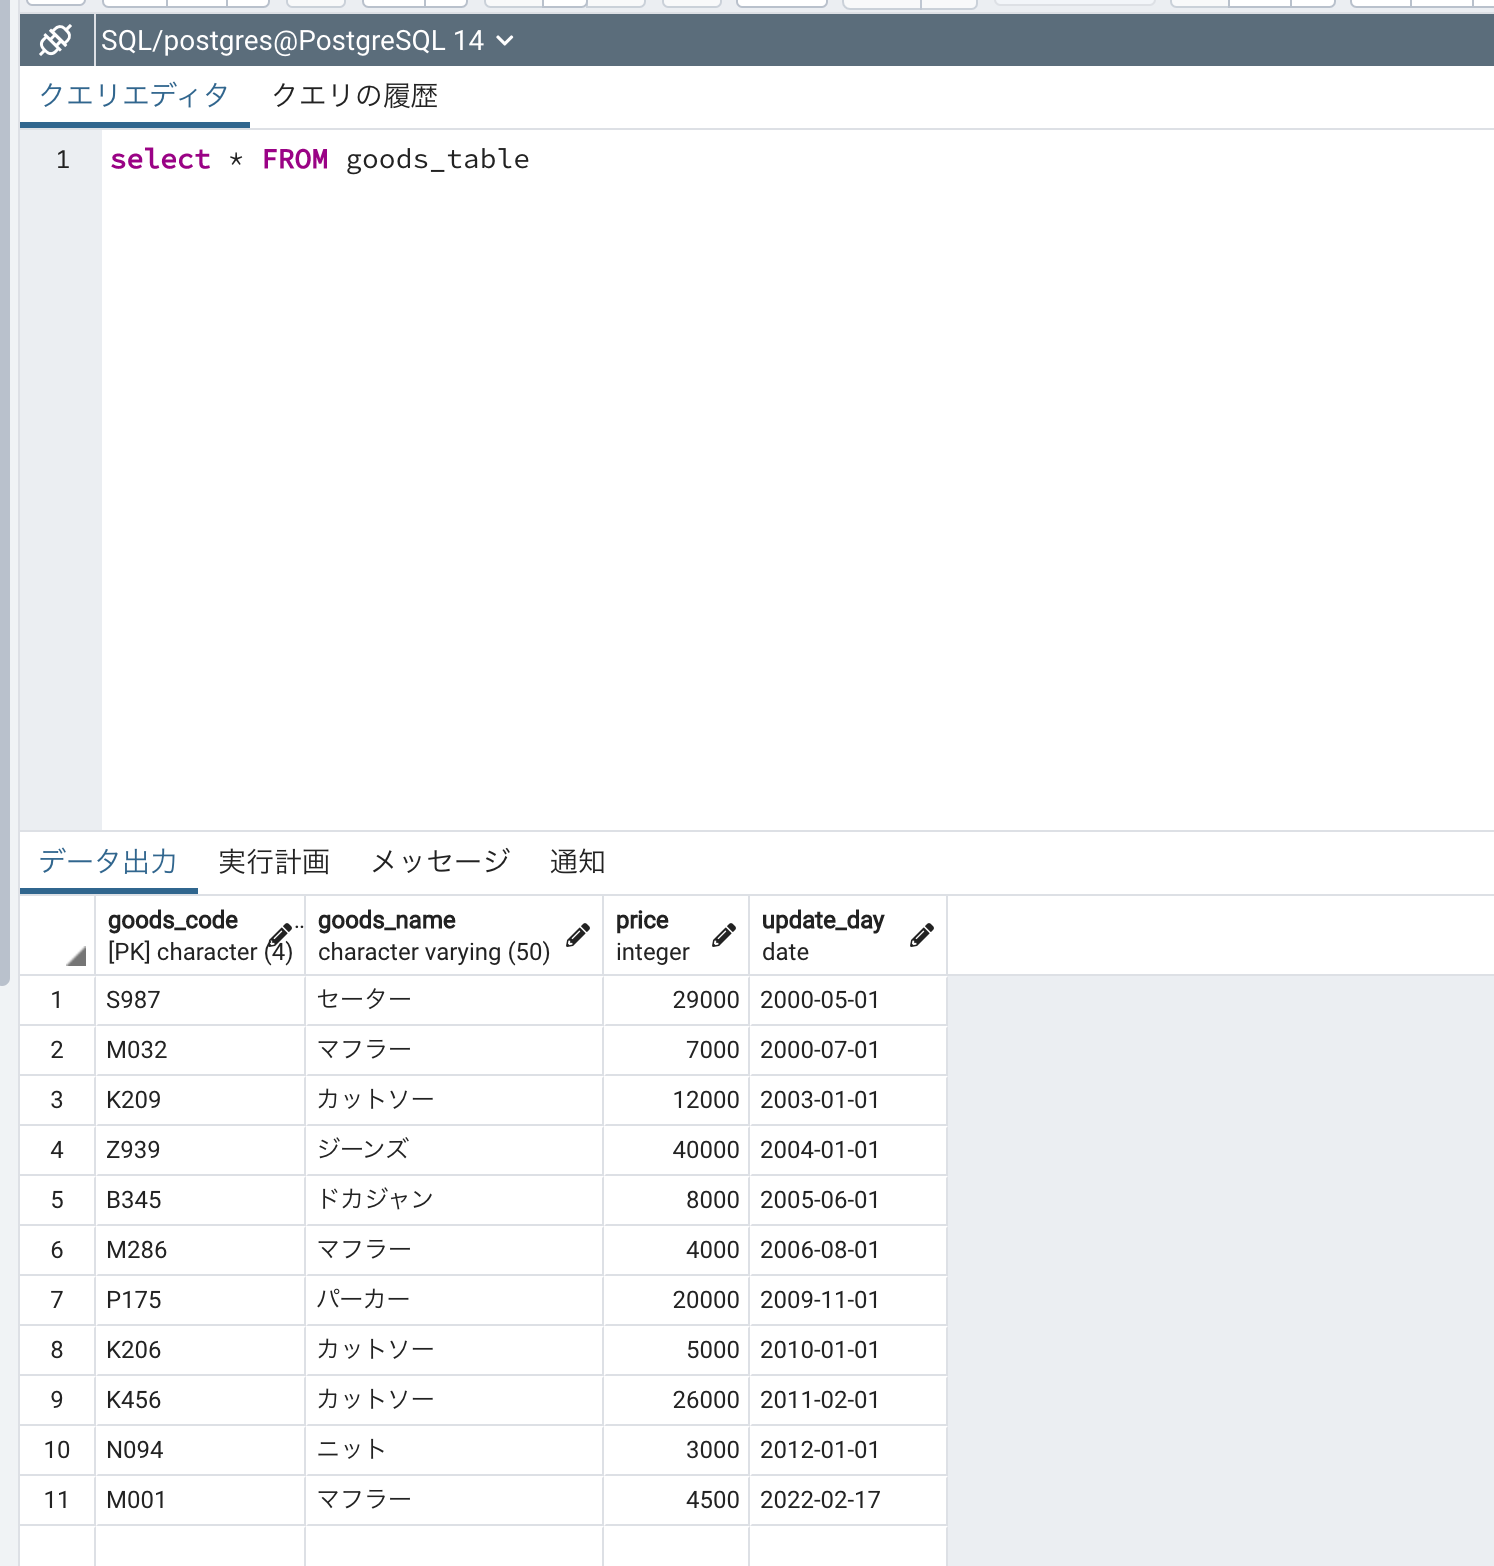 SQL/postgres@PostgreSQL 14
クエリエディタ クエリの履歴
1 select * FROM goods_table
データ出力 実行計画 メッセージ 通知
goods_code .. goods_name price update_day
[PK] character (4) character varying (50) integer date
1 S987 セーター 29000 2000-05-01
2 M032 マフラー 7000 2000-07-01
3 K209 カットソー 12000 2003-01-01
4 Z939 ジーンズ 40000 2004-01-01
5 B345 ドカジャン 8000 2005-06-01
6 M286 マフラー 4000 2006-08-01
7 P175 パーカー 20000 2009-11-01
8 K206 カットソー 5000 2010-01-01
9 K456 カットソー 26000 2011-02-01
10 N094 ニット 3000 2012-01-01
11 M001 マフラー 4500 2022-02-17